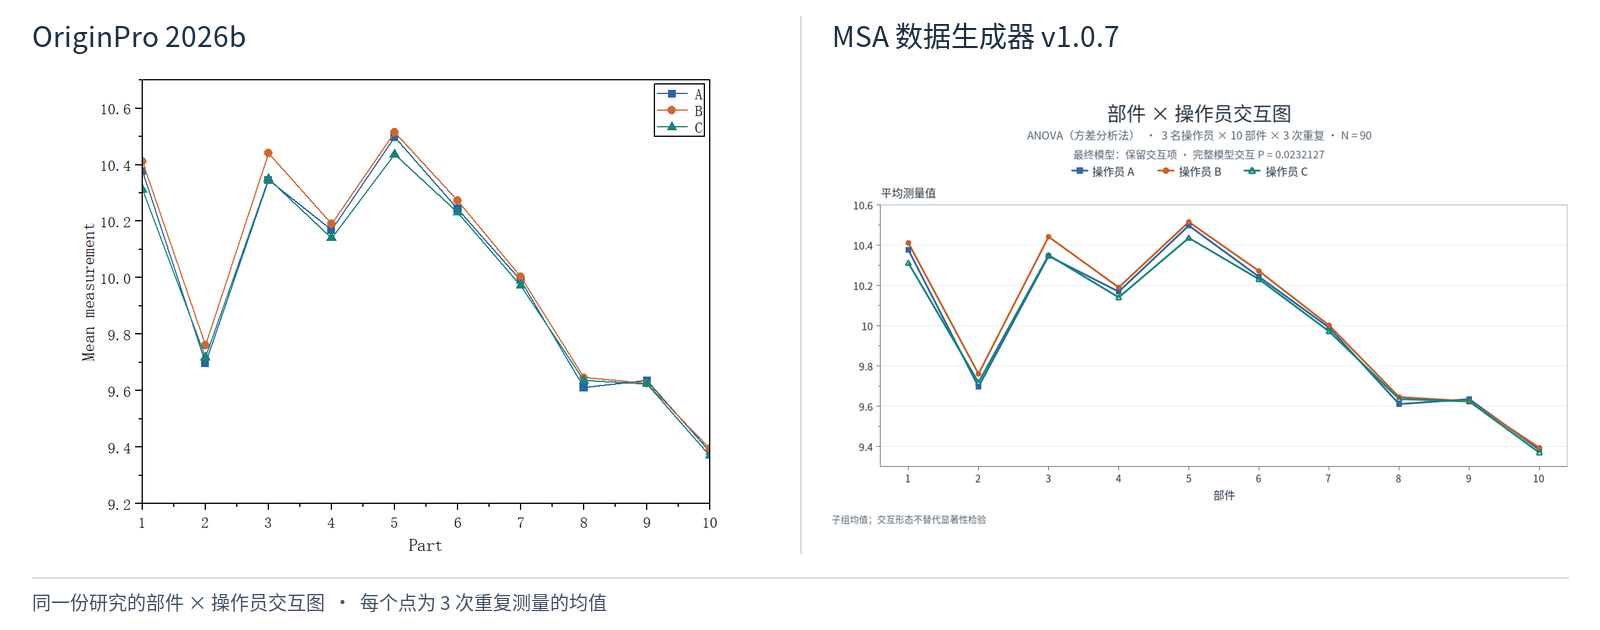 OriginPro 2026b
10.6
10.4
10.2
10.0
9.8
9.6
9.4
9.2
Mean measurement
A
B
C
1 2 3 4 5 6 7 8 9 10
Part
MSA 数据生成器 v1.0.7
部件 × 操作员交互图
ANOVA（方差分析法） · 3 名操作员 × 10 部件 × 3 次重复 · N = 90
最终模型：保留交互项 · 完整模型交互 P = 0.0232127
操作员 A 操作员 B 操作员 C
平均测量值
10.6
10.4
10.2
10
9.8
9.6
9.4
1 2 3 4 5 6 7 8 9 10
部件
子组均值；交互形态不替代显著性检验
同一份研究的部件 × 操作员交互图 · 每个点为 3 次重复测量的均值